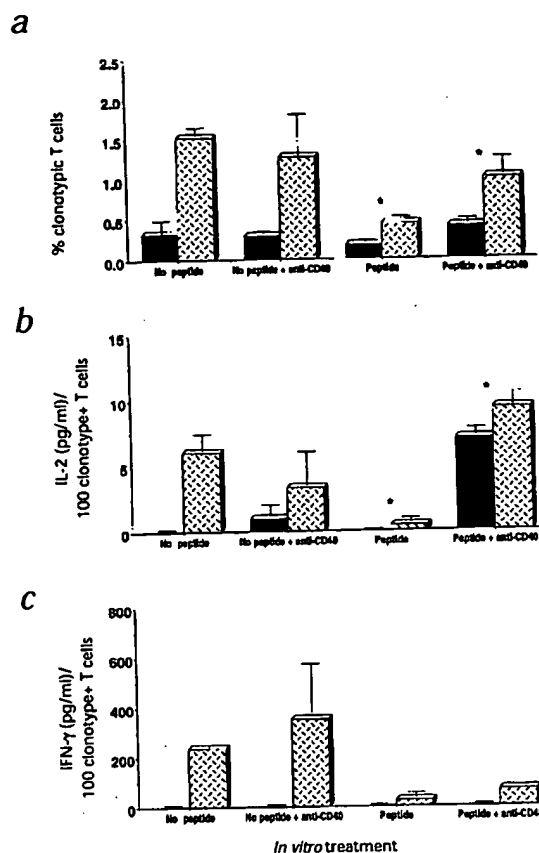 a
% clonotypic T cells
2.5
2.0
1.5
1.0
0.5
0.0
*
*
No peptide
No peptide + anti-CD40
Peptide
Peptide + anti-CD40
b
IL-2 (pg/ml)/
100 clonotype+ T cells
15
10
5
0
*
*
No peptide
No peptide + anti-CD40
Peptide
Peptide + anti-CD40
c
IFN-γ (pg/ml)/
100 clonotype+ T cells
800
600
400
200
0
No peptide
No peptide + anti-CD40
Peptide
Peptide + anti-CD4
In vitro treatment